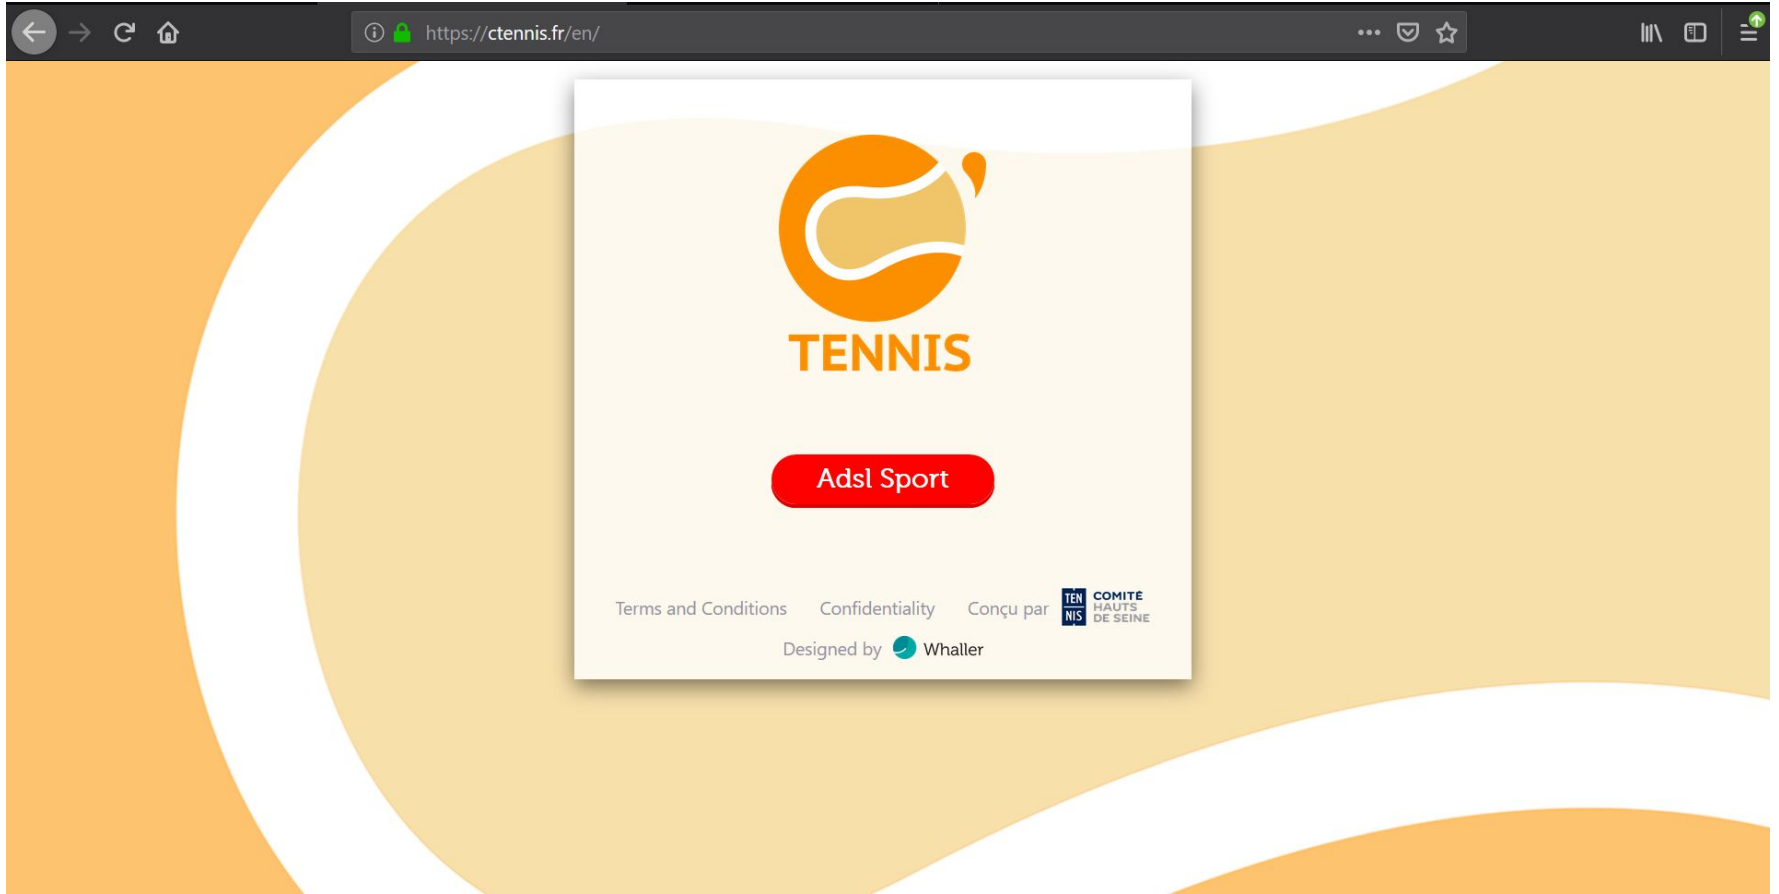 https://ctennis.fr/en/
TENNIS
Adsl Sport
Terms and Conditions Confidentiality Conçu par TEN NIS COMITÉ HAUTS DE SEINE
Designed by Whaller